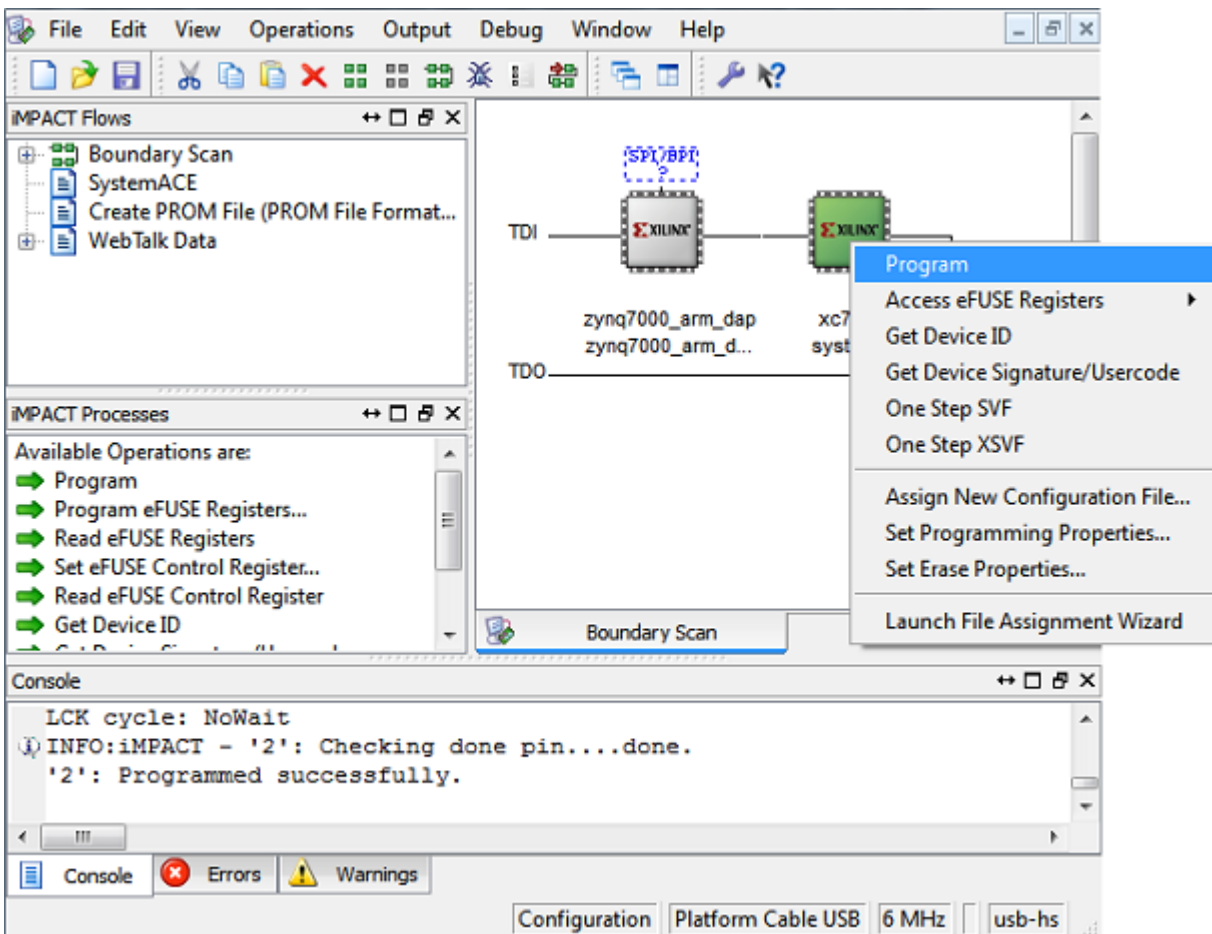 File Edit View Operations Output Debug Window Help
iMPACT Flows
Boundary Scan
SystemACE
Create PROM File (PROM File Format...
WebTalk Data
SPI/BPI
?
TDI
XILINX
XILINX
zynq7000_arm_dap
zynq7000_arm_d...
xc7
syst
TDO
Program
Access eFUSE Registers
Get Device ID
Get Device Signature/Usercode
One Step SVF
One Step XSVF
Assign New Configuration File...
Set Programming Properties...
Set Erase Properties...
Launch File Assignment Wizard
iMPACT Processes
Available Operations are:
Program
Program eFUSE Registers...
Read eFUSE Registers
Set eFUSE Control Register...
Read eFUSE Control Register
Get Device ID
Boundary Scan
Console
LCK cycle: NoWait
INFO:iMPACT - '2': Checking done pin....done.
'2': Programmed successfully.
Console Errors Warnings
Configuration Platform Cable USB 6 MHz usb-hs